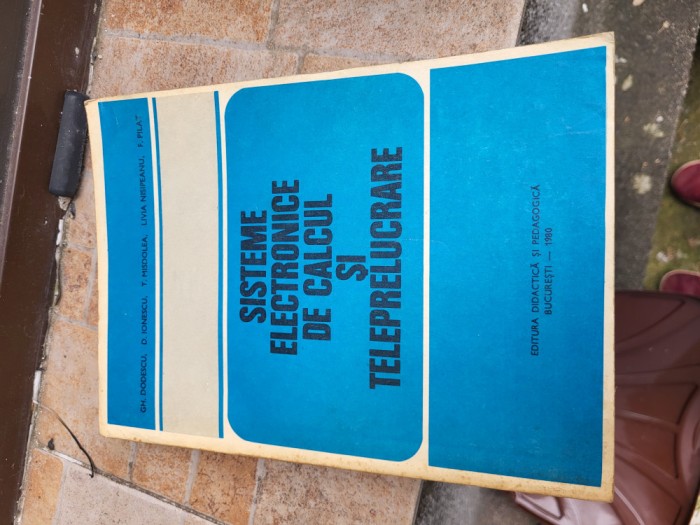 GH. DODESCU, D. IONESCU, T. MISDOLEA, LIVIA NISIPEANU, F. PILAT
SISTEME
ELECTRONICE
DE CALCUL
ȘI
TELEPRELUCRARE
EDITURA DIDACTICĂ ȘI PEDAGOGICĂ
BUCUREȘTI — 1980